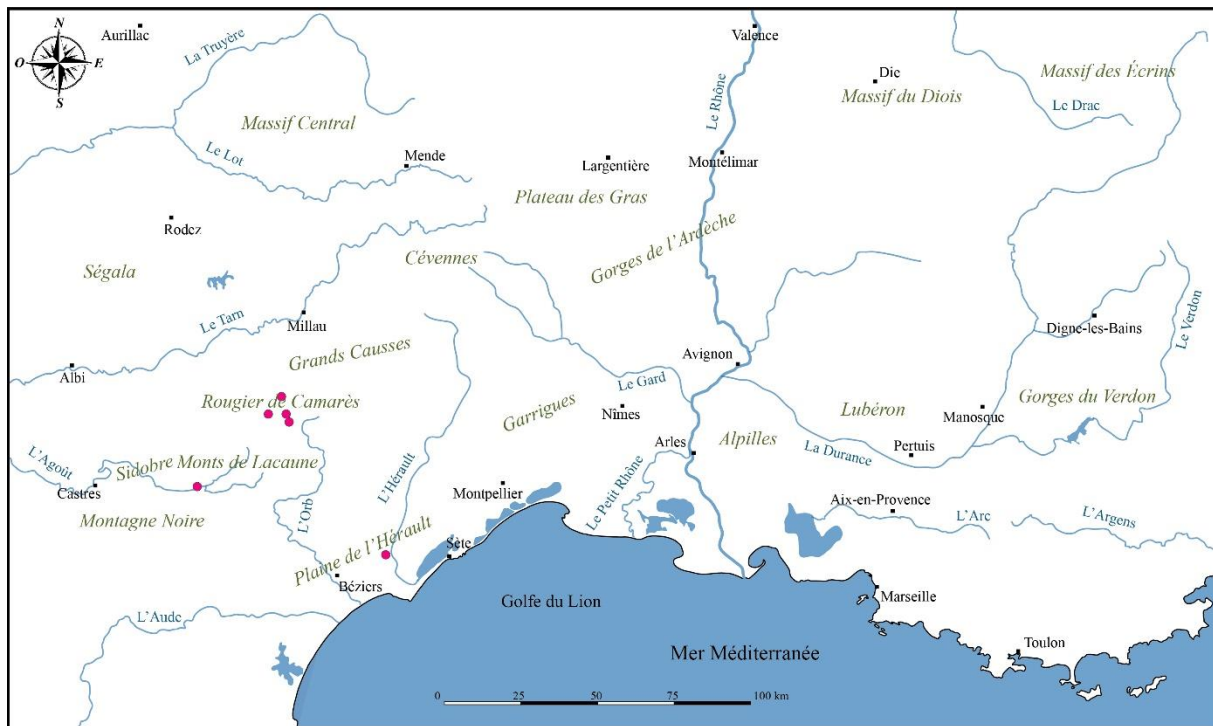 N
O
E
S
Aurillac
La Truyère
Valence
Die
Massif des Écrins
Massif du Diois
Le Drac
Le Rhône
Massif Central
Le Lot
Mende
Largentière
Montélimar
Plateau des Gras
Rodez
Gorges de l'Ardèche
Cévennes
Ségala
Le Tarn
Millau
Digne-les-Bains
Le Verdon
Grands Causses
Avignon
Albi
Le Gard
Rougier de Camarès
Nîmes
Garrigues
Lubéron
Manosque
Gorges du Verdon
Alpilles
Arles
La Durance
Pertuis
L'Agoût
Sidobre Monts de Lacaune
Castres
L'Hérault
Montpellier
Le Petit Rhône
Aix-en-Provence
L'Arc
L'Argens
Montagne Noire
L'Orb
Plaine de l'Hérault
Sète
Béziers
Marseille
Golfe du Lion
L'Aude
Mer Méditerranée
Toulon
0 25 50 75 100 km